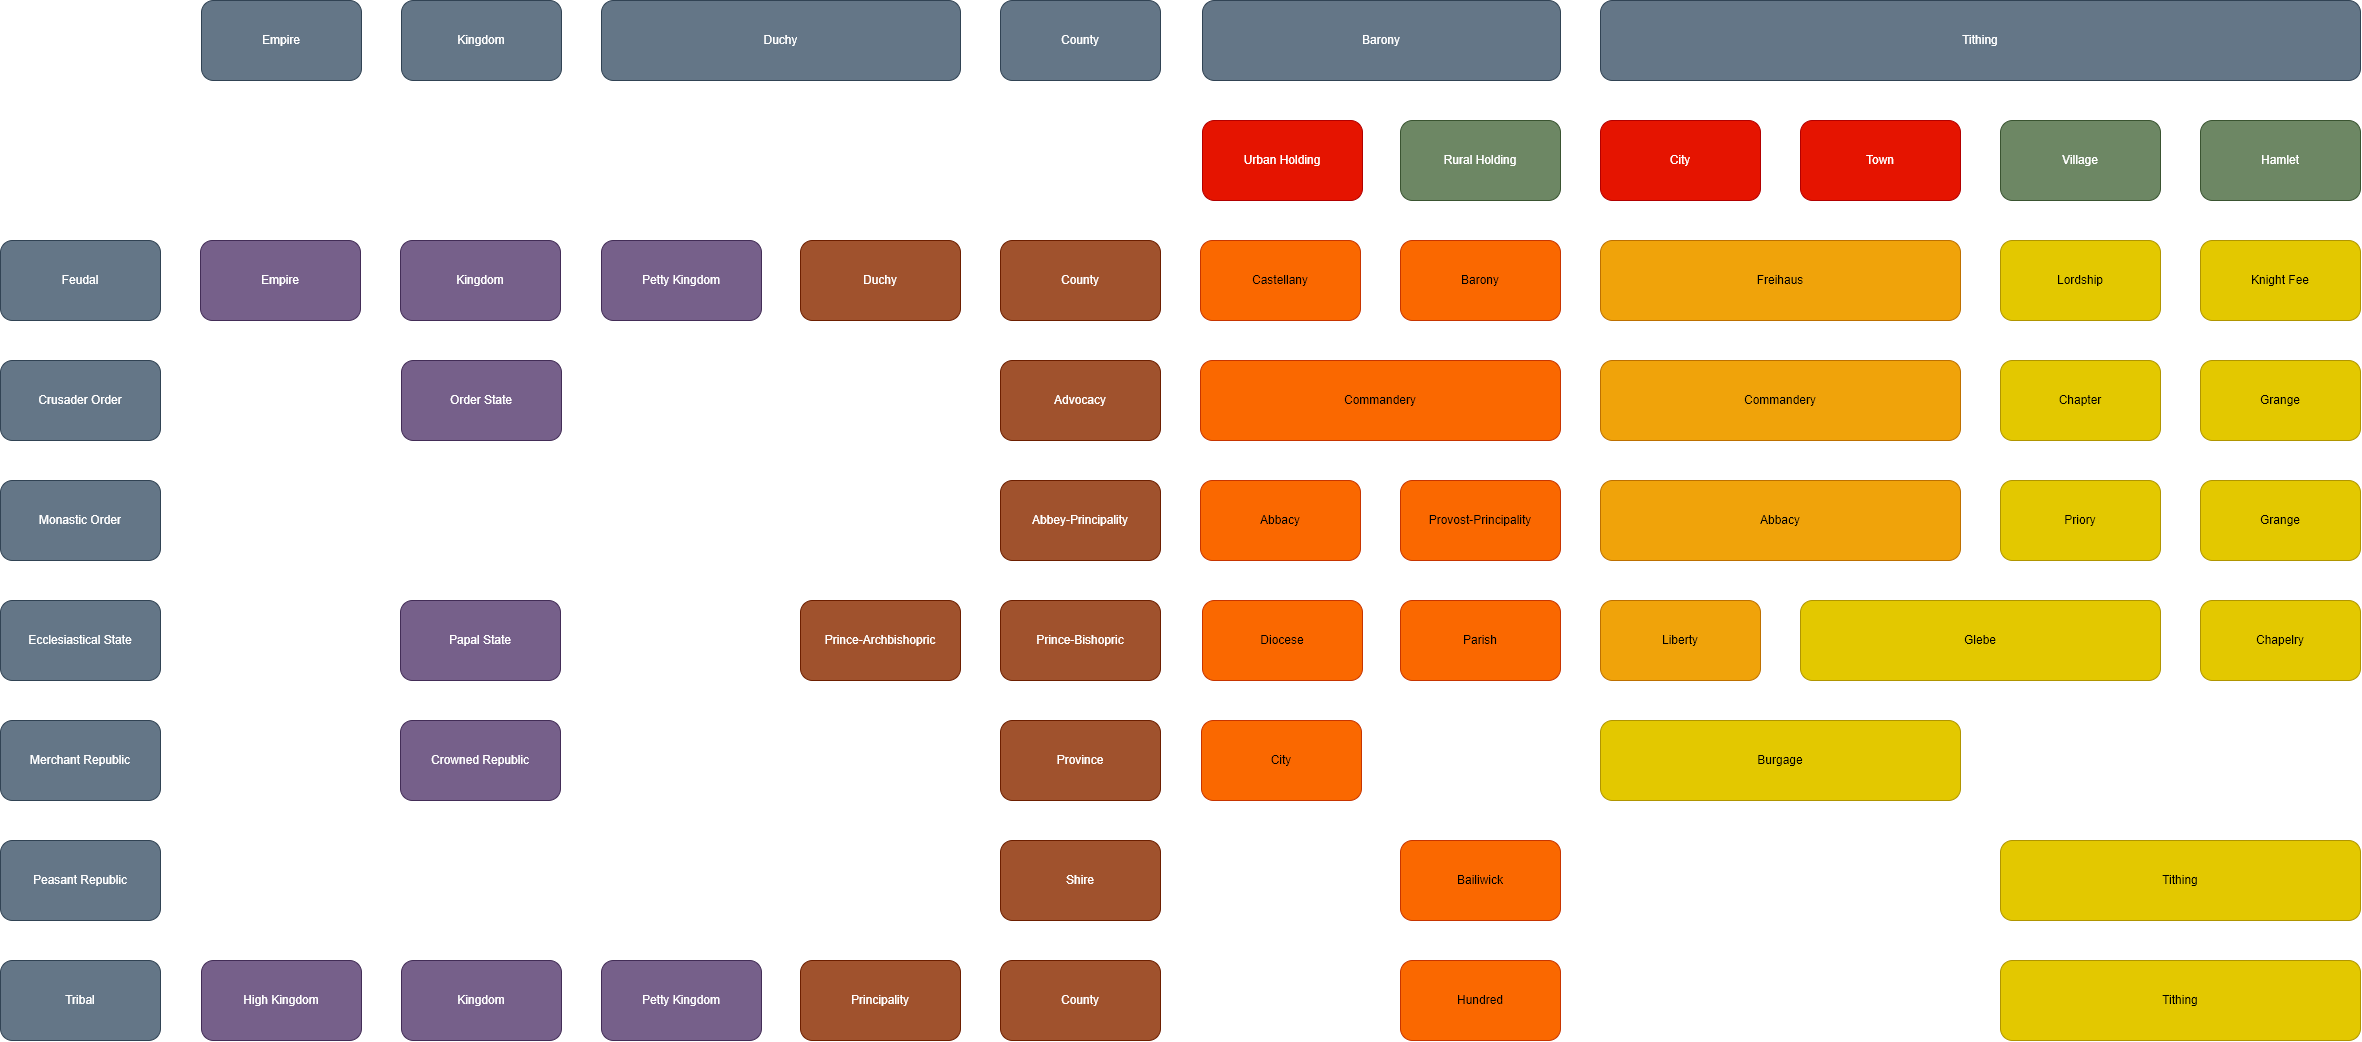 Empire
Kingdom
Duchy
County
Barony
Tithing
Urban Holding
Rural Holding
City
Town
Village
Hamlet
Feudal
Empire
Kingdom
Petty Kingdom
Duchy
County
Castellany
Barony
Freihaus
Lordship
Knight Fee
Crusader Order
Order State
Advocacy
Commandery
Commandery
Chapter
Grange
Monastic Order
Abbey-Principality
Abbacy
Provost-Principality
Abbacy
Priory
Grange
Ecclesiastical State
Papal State
Prince-Archbishopric
Prince-Bishopric
Diocese
Parish
Liberty
Glebe
Chapelry
Merchant Republic
Crowned Republic
Province
City
Burgage
Peasant Republic
Shire
Bailiwick
Tithing
Tribal
High Kingdom
Kingdom
Petty Kingdom
Principality
County
Hundred
Tithing